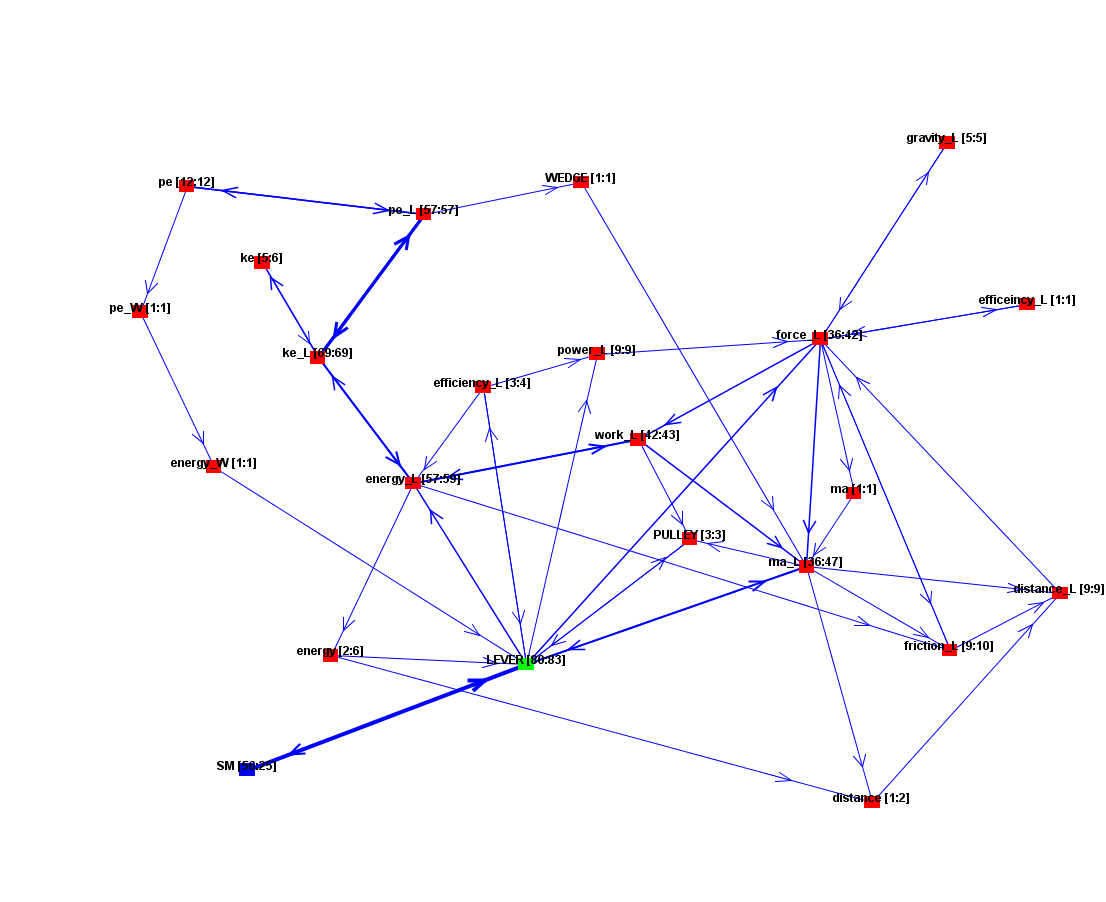 gravity_L [5:5]
pe [12:12]
WEDGE [1:1]
pe_L [57:57]
ke [5:6]
efficeincy_L [1:1]
pe_W [1:1]
force_L [36:42]
ke_L [69:69]
power_L [9:9]
efficiency_L [3:4]
work_L [42:43]
energy_W [1:1]
energy_L [57:59]
ma [1:1]
PULLEY [3:3]
ma_L [36:47]
distance_L [9:9]
friction_L [9:10]
energy [2:6]
LEVER [80:83]
SM [58:25]
distance [1:2]